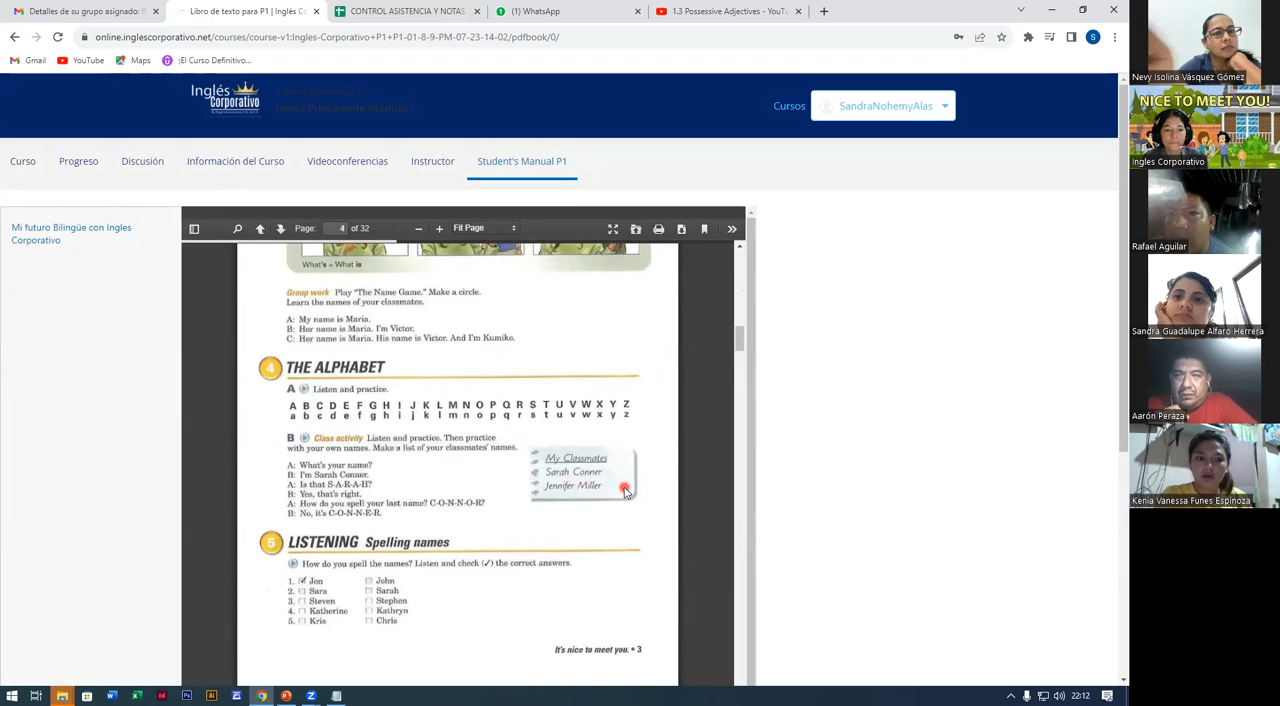 Detalles de su grupo asignado
Libro de texto para P1 | Inglés C
CONTROL ASISTENCIA Y NOTAS
(1) WhatsApp
1.3 Possessive Adjectives - YouTu
online.inglescorporativo.net/courses/course-v1:Ingles-Corporativo+P1+P1-01-8-9-PM-07-23-14-02/pdfbook/0/
Gmail
YouTube
Maps
¡El Curso Definitivo...
Inglés
Corporativo
Inglés Principiante Módulo 1
Cursos
SandraNohemyAlas
Curso
Progreso
Discusión
Información del Curso
Videoconferencias
Instructor
Student's Manual P1
Mi futuro Bilingüe con Ingles
Corporativo
Page: 4 of 32
Fit Page
What's = What is
Group work Play "The Name Game." Make a circle.
Learn the names of your classmates.
A: My name is Maria.
B: Her name is Maria. I'm Victor.
C: Her name is Maria. His name is Victor. And I'm Kumiko.
4 THE ALPHABET
A Listen and practice.
A B C D E F G H I J K L M N O P Q R S T U V W X Y Z
a b c d e f g h i j k l m n o p q r s t u v w x y z
B Class activity Listen and practice. Then practice
with your own names. Make a list of your classmates' names.
A: What's your name?
B: I'm Sarah Conner.
A: Is that S-A-R-A-H?
B: Yes, that's right.
A: How do you spell your last name? C-O-N-N-O-R?
B: No, it's C-O-N-N-E-R.
My Classmates
Sarah Conner
Jennifer Miller
5 LISTENING Spelling names
How do you spell the names? Listen and check (✓) the correct answers.
1. ✓ Jon John
2. Sara Sarah
3. Steven Stephen
4. Katherine Kathryn
5. Kris Chris
It's nice to meet you. • 3
Nevy Isolina Vásquez Gómez
NICE TO MEET YOU!
Ingles Corporativo
Rafael Aguilar
Sandra Guadalupe Alfaro Herrera
Aarón Peraza
Kenia Vanessa Funes Espinoza
22:12